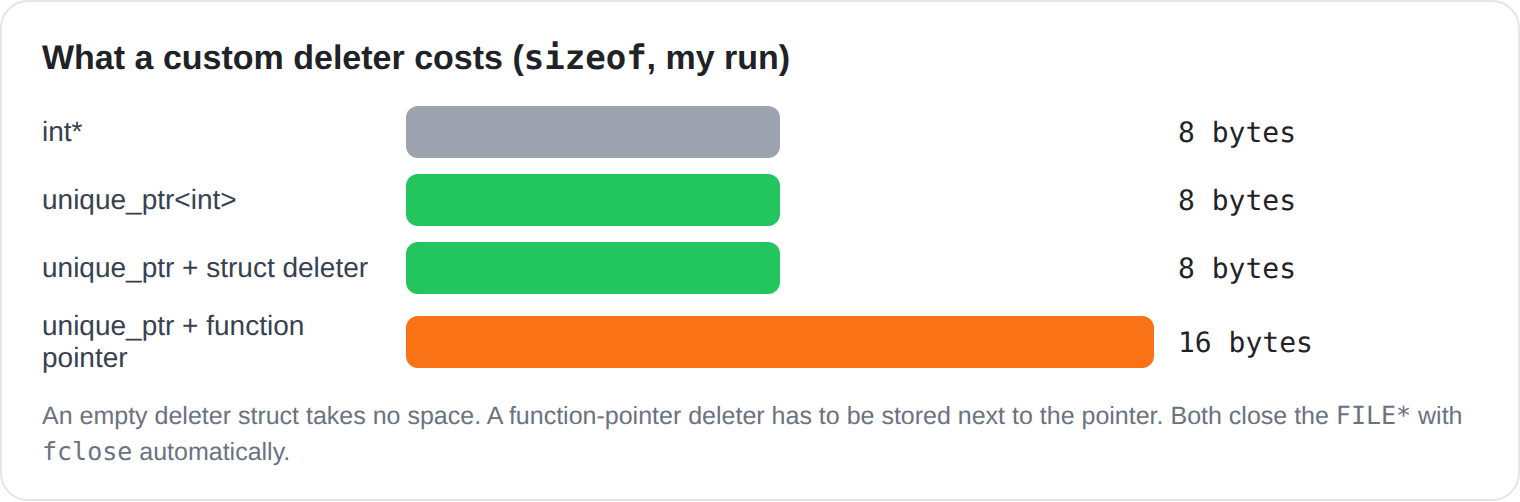 What a custom deleter costs (sizeof, my run)
int*
8 bytes
unique_ptr<int>
8 bytes
unique_ptr + struct deleter
8 bytes
unique_ptr + function
pointer
16 bytes
An empty deleter struct takes no space. A function-pointer deleter has to be stored next to the pointer. Both close the FILE* with
fclose automatically.